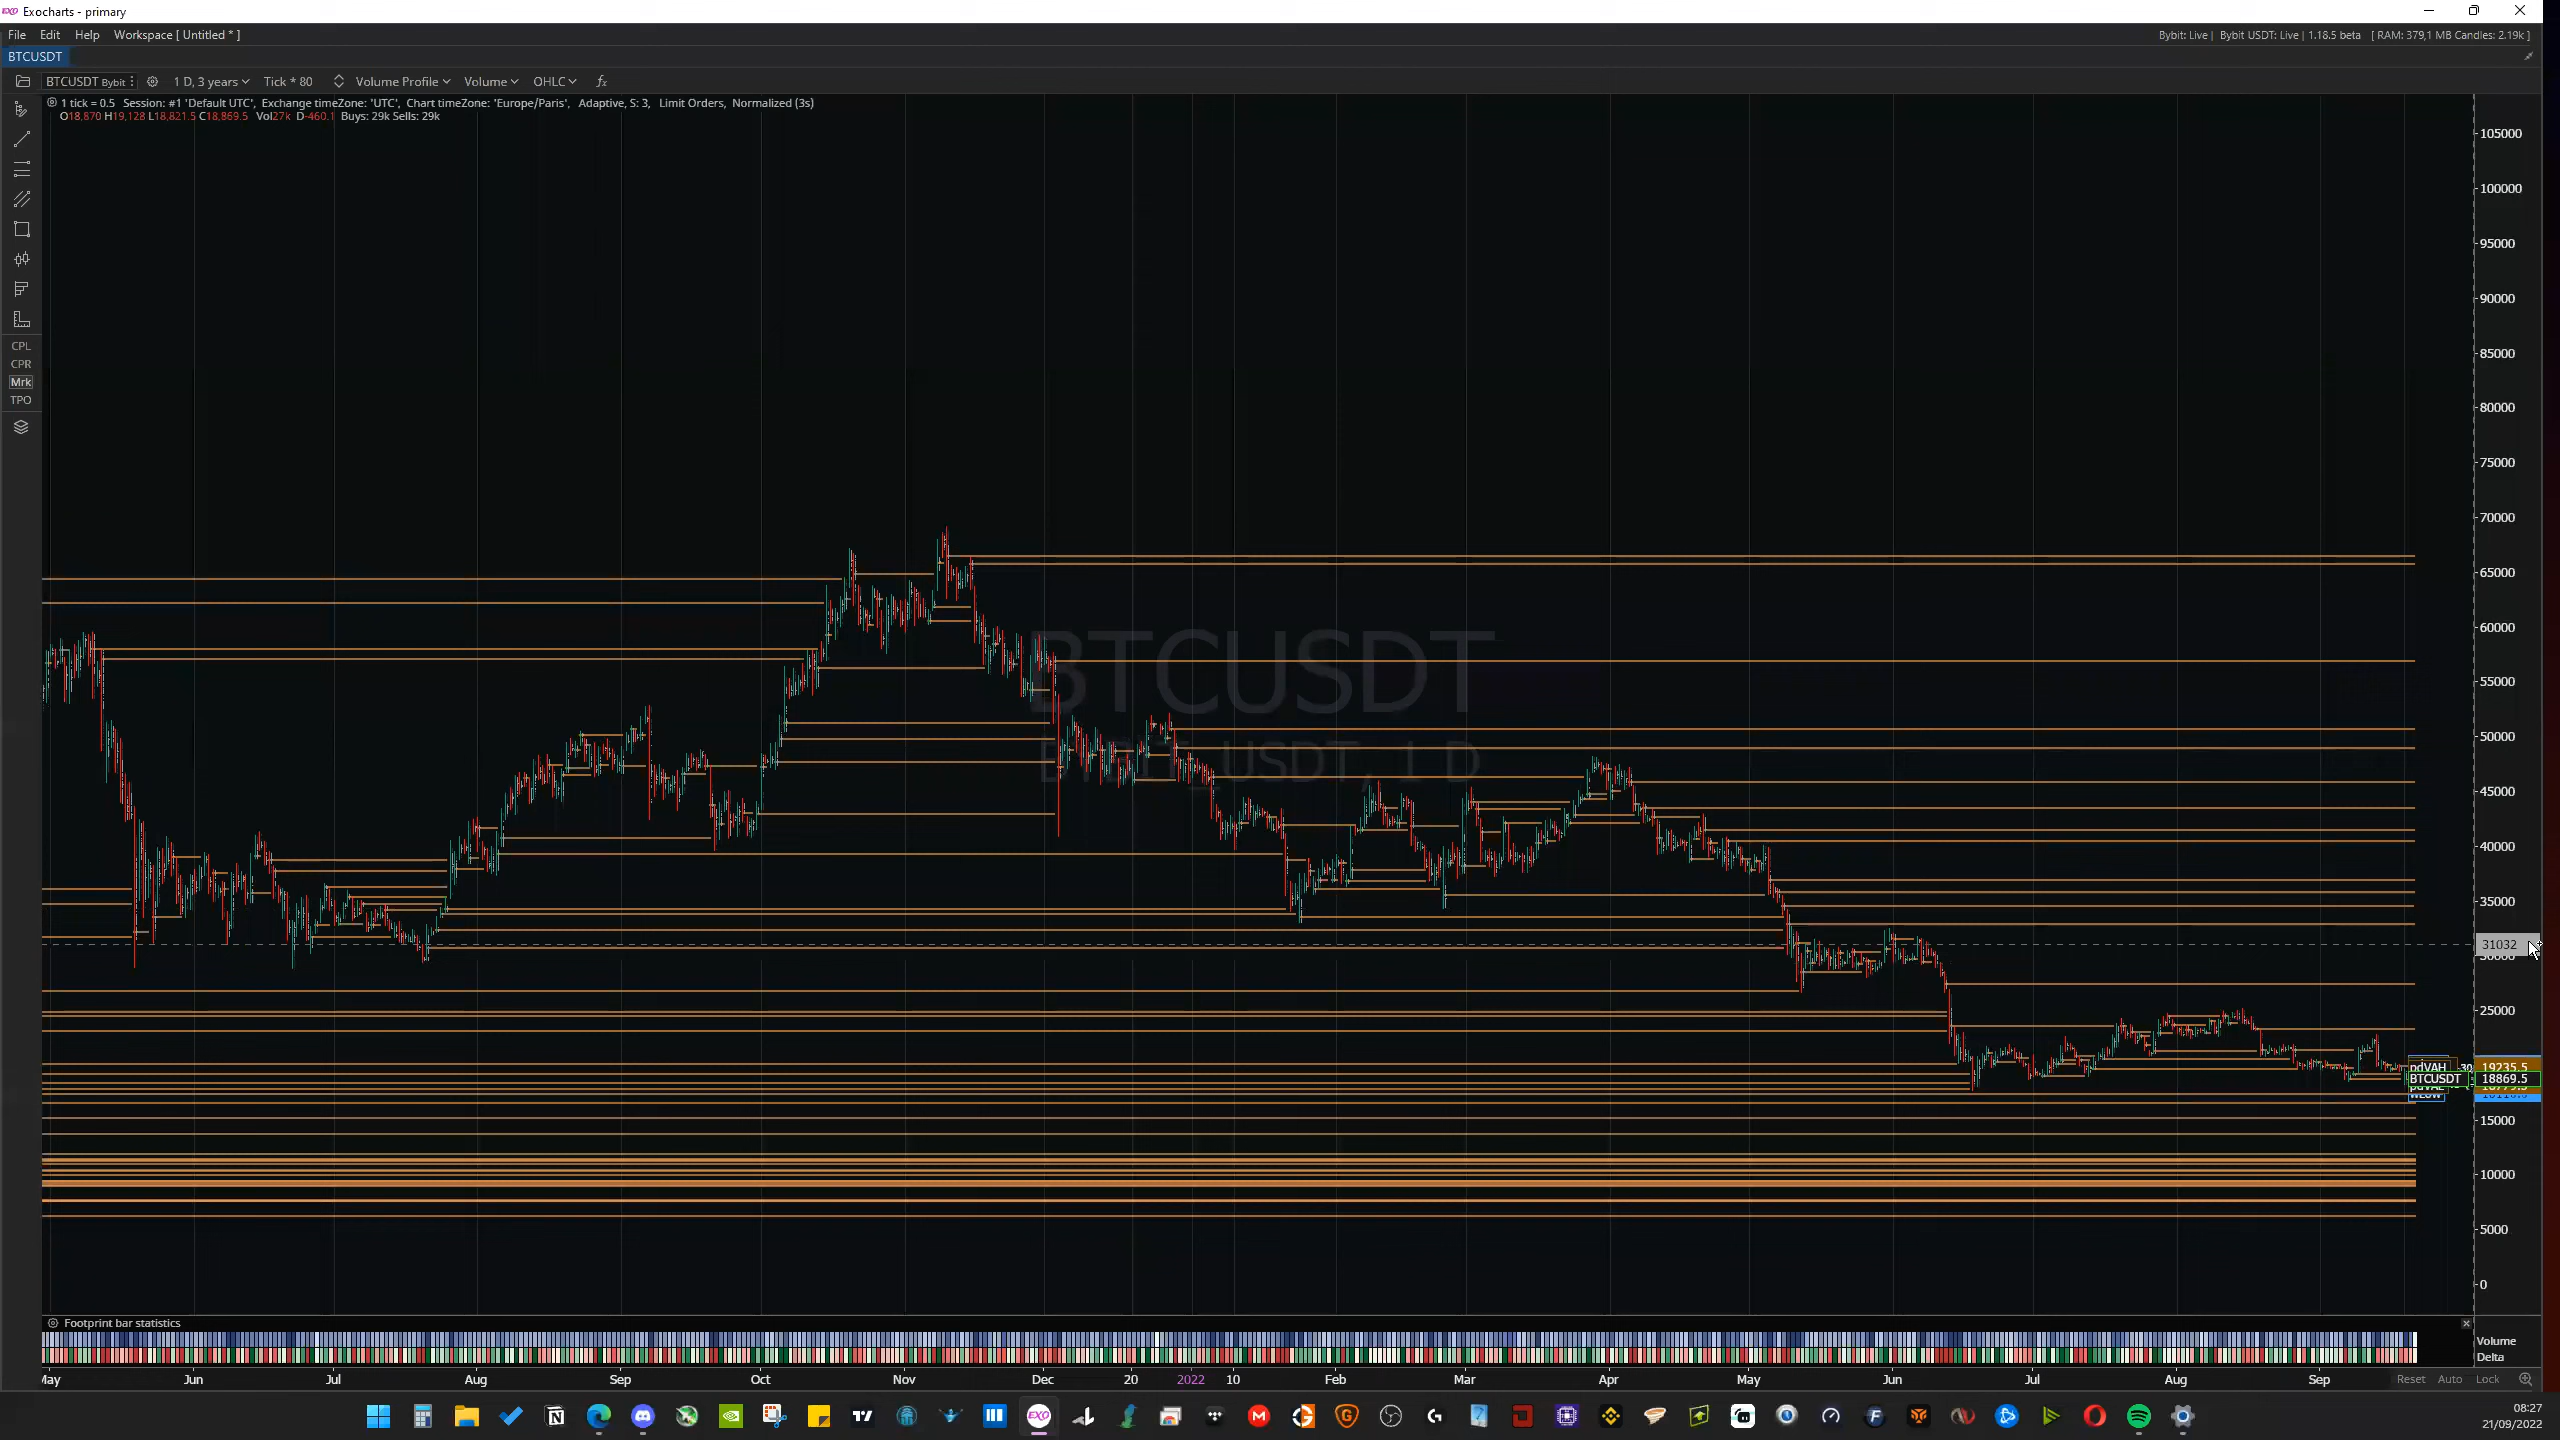 EXO Exocharts - primary
File Edit Help Workspace [ Untitled * ] Bybit: Live | Bybit USDT: Live | 1.18.5 beta [ RAM: 379,1 MB Candles: 2.19k ]
BTCUSDT
BTCUSDT Bybit 1 D, 3 years Tick * 80 Volume Profile Volume OHLC fx
1 tick = 0.5 Session: #1 'Default UTC', Exchange timeZone: 'UTC', Chart timeZone: 'Europe/Paris', Adaptive, S: 3, Limit Orders, Normalized (3s)
O18,870 H19,128 L18,821.5 C18,869.5 Vol27k D-460.1 Buys: 29k Sells: 29k
CPL
CPR
Mrk
TPO
BTCUSDT
BYBIT_USDT, 1 D
105000
100000
95000
90000
85000
80000
75000
70000
65000
60000
55000
50000
45000
40000
35000
31032
30000
25000
pdVAH 19235.5
BTCUSDT 18869.5
15000
10000
5000
0
Footprint bar statistics
Volume
Delta
May Jun Jul Aug Sep Oct Nov Dec 20 2022 10 Feb Mar Apr May Jun Jul Aug Sep Reset Auto Lock
EXO
08:27
21/09/2022